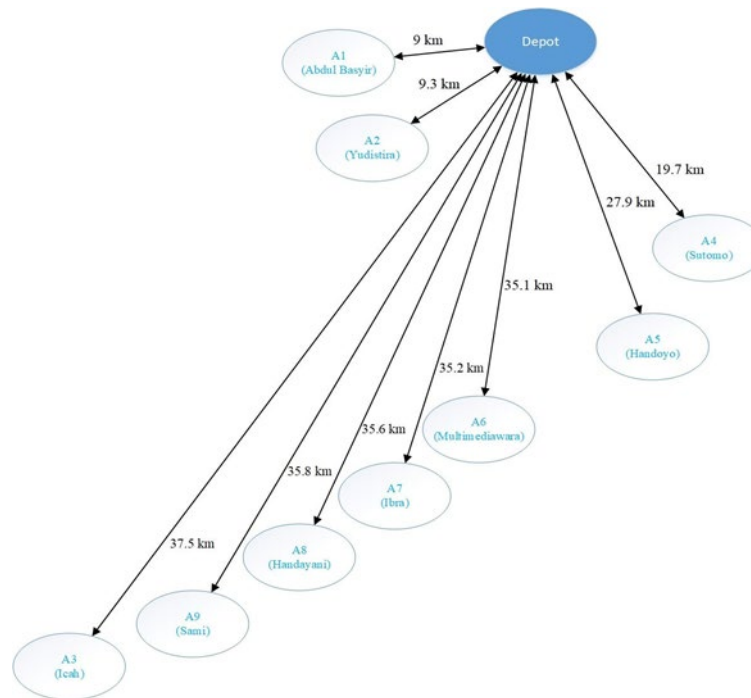 Depot
9 km
A1
(Abdul Basyir)
9.3 km
A2
(Yudistira)
19.7 km
27.9 km
A4
(Sutomo)
35.1 km
A5
(Handoyo)
35.2 km
A6
(Multimediawara)
35.6 km
35.8 km
A7
(Ibra)
37.5 km
A8
(Handayani)
A9
(Sami)
A3
(Icah)